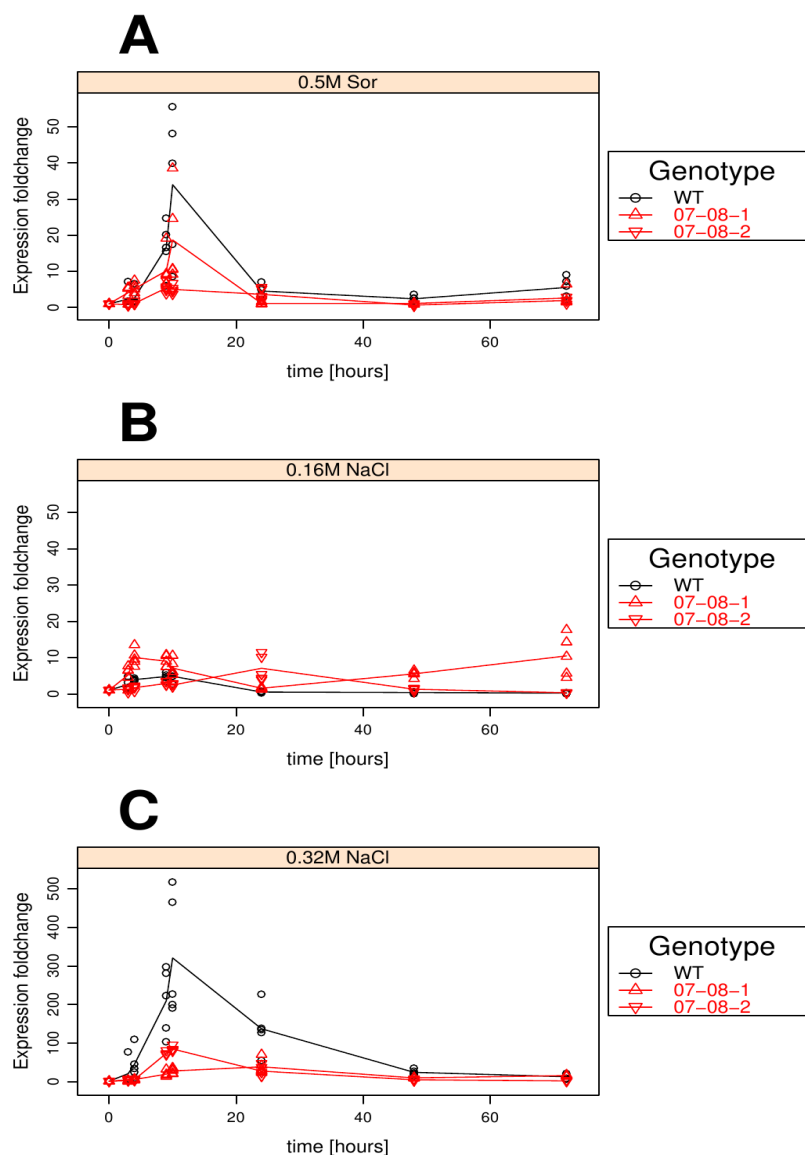 A
0.5M Sor
Expression foldchange
50
40
30
20
10
0
0 20 40 60
time [hours]
Genotype
WT
07-08-1
07-08-2
B
0.16M NaCl
Expression foldchange
50
40
30
20
10
0
0 20 40 60
time [hours]
Genotype
WT
07-08-1
07-08-2
C
0.32M NaCl
Expression foldchange
500
400
300
200
100
0
0 20 40 60
time [hours]
Genotype
WT
07-08-1
07-08-2